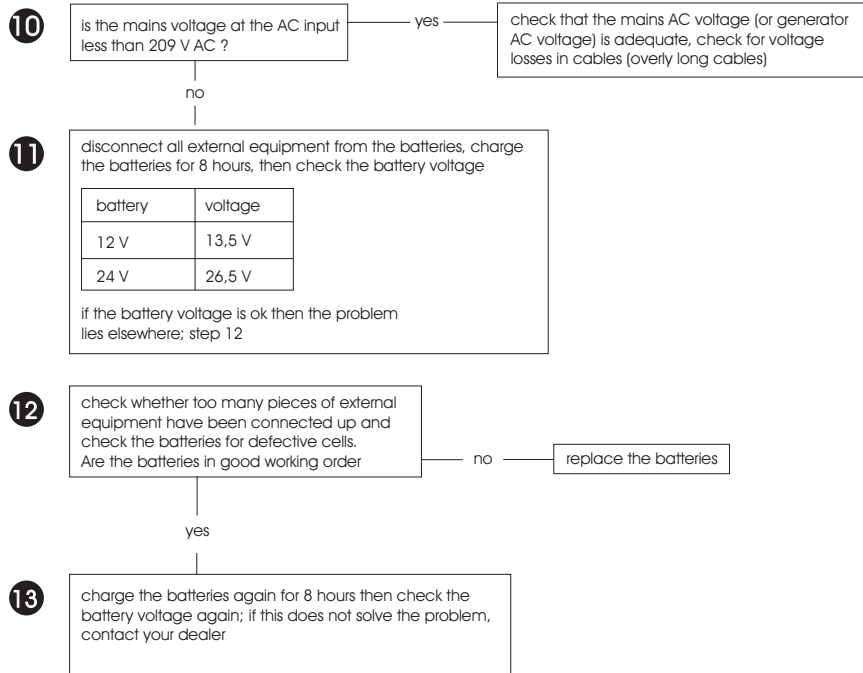 10
is the mains voltage at the AC input
less than 209 V AC ?
yes
check that the mains AC voltage (or generator
AC voltage) is adequate, check for voltage
losses in cables (overly long cables)
no
11
disconnect all external equipment from the batteries, charge
the batteries for 8 hours, then check the battery voltage
battery voltage
12 V 13,5 V
24 V 26,5 V
if the battery voltage is ok then the problem
lies elsewhere; step 12
12
check whether too many pieces of external
equipment have been connected up and
check the batteries for defective cells.
Are the batteries in good working order
no
replace the batteries
yes
13
charge the batteries again for 8 hours then check the
battery voltage again; if this does not solve the problem,
contact your dealer